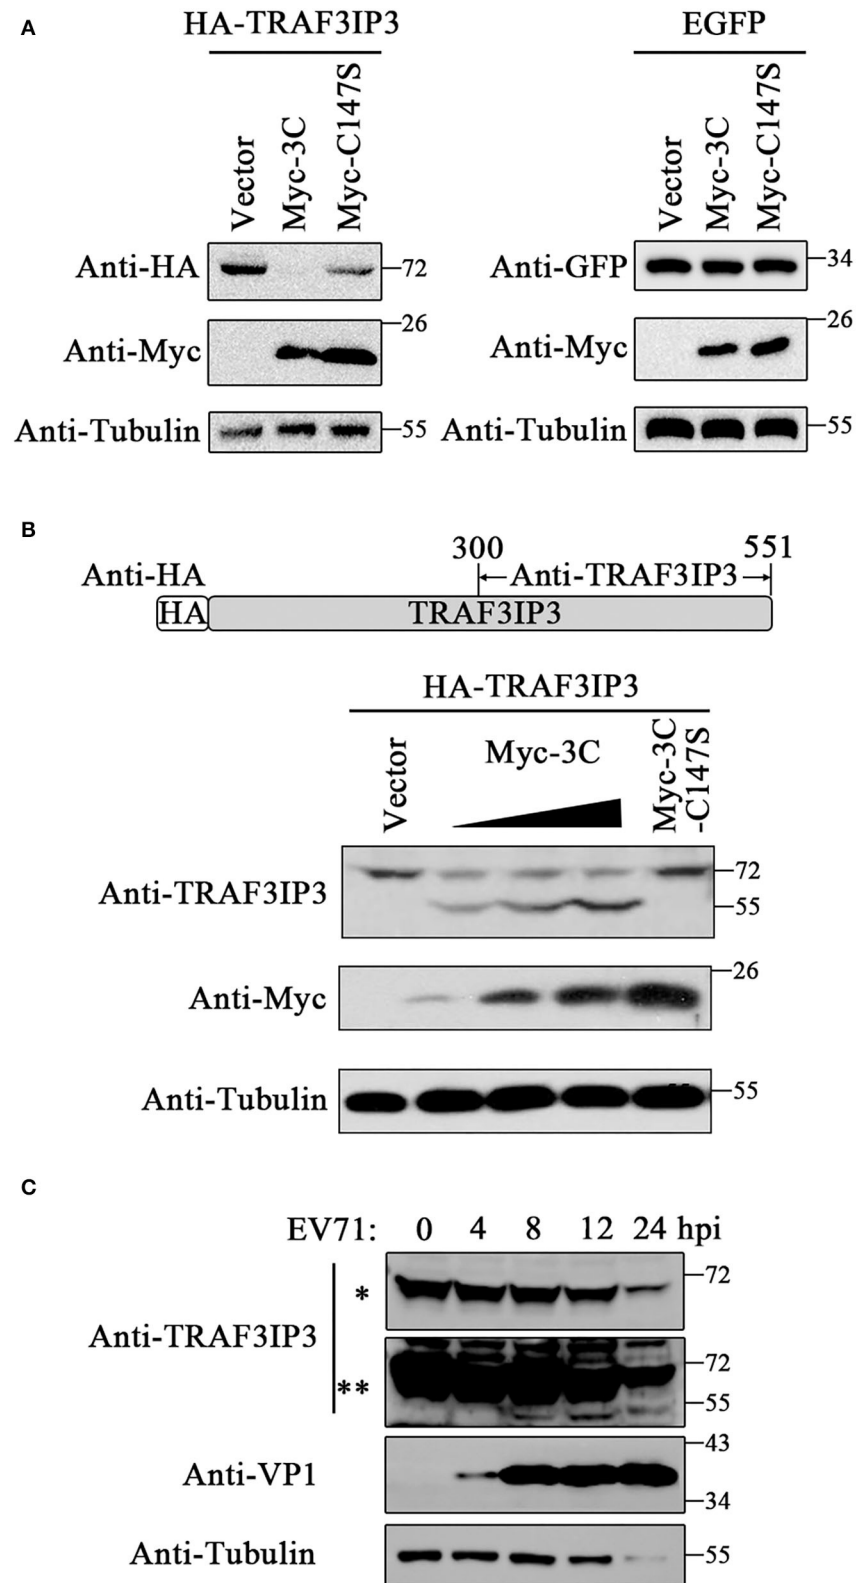 A
HA-TRAF3IP3
EGFP
Vector
Myc-3C
Myc-C147S
Vector
Myc-3C
Myc-C147S
Anti-HA
72
Anti-GFP
34
Anti-Myc
26
Anti-Myc
26
Anti-Tubulin
55
Anti-Tubulin
55
B
300
551
Anti-HA
Anti-TRAF3IP3
HA
TRAF3IP3
HA-TRAF3IP3
Vector
Myc-3C
Myc-3C
-C147S
Anti-TRAF3IP3
72
55
Anti-Myc
26
Anti-Tubulin
55
C
EV71: 0 4 8 12 24 hpi
Anti-TRAF3IP3
*
72
**
72
55
Anti-VP1
43
34
Anti-Tubulin
55